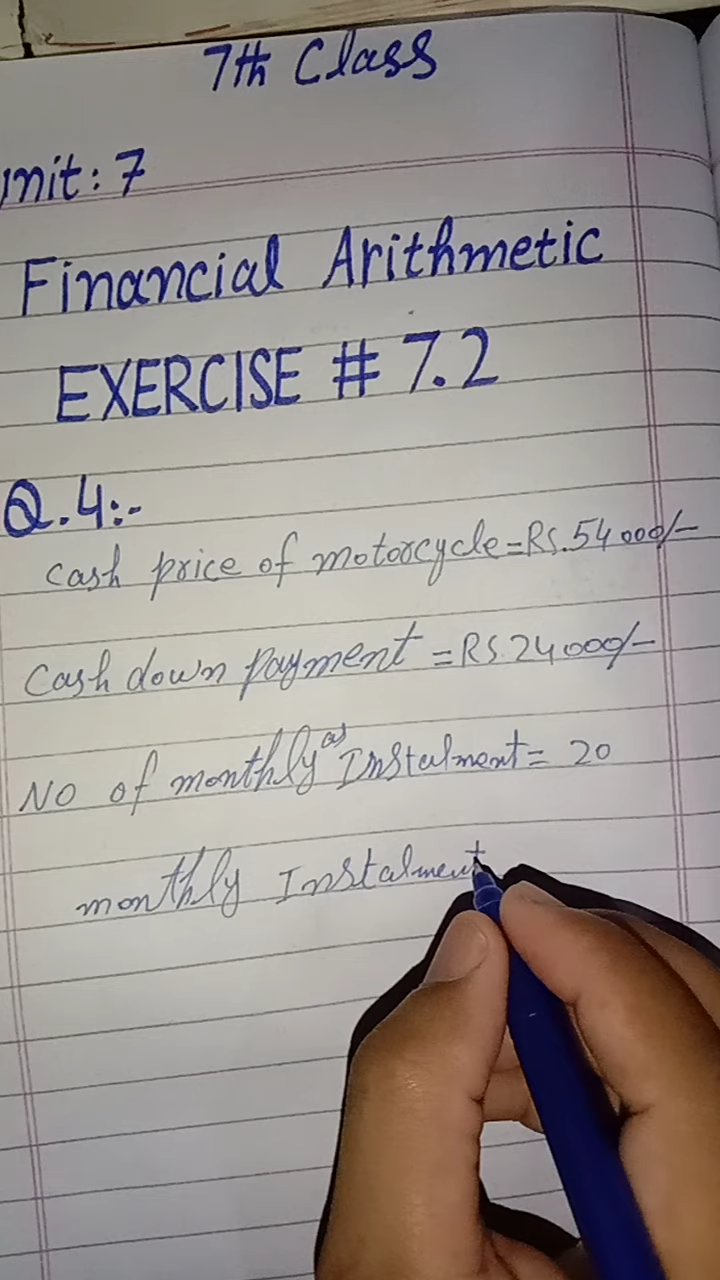 7th Class
Unit: 7
Financial Arithmetic
EXERCISE # 7.2
Q.4:-
Cash price of motorcycle=RS.54000/-
Cash down payment =RS.24000/-
NO of monthly Instalment= 20
monthly Instalment